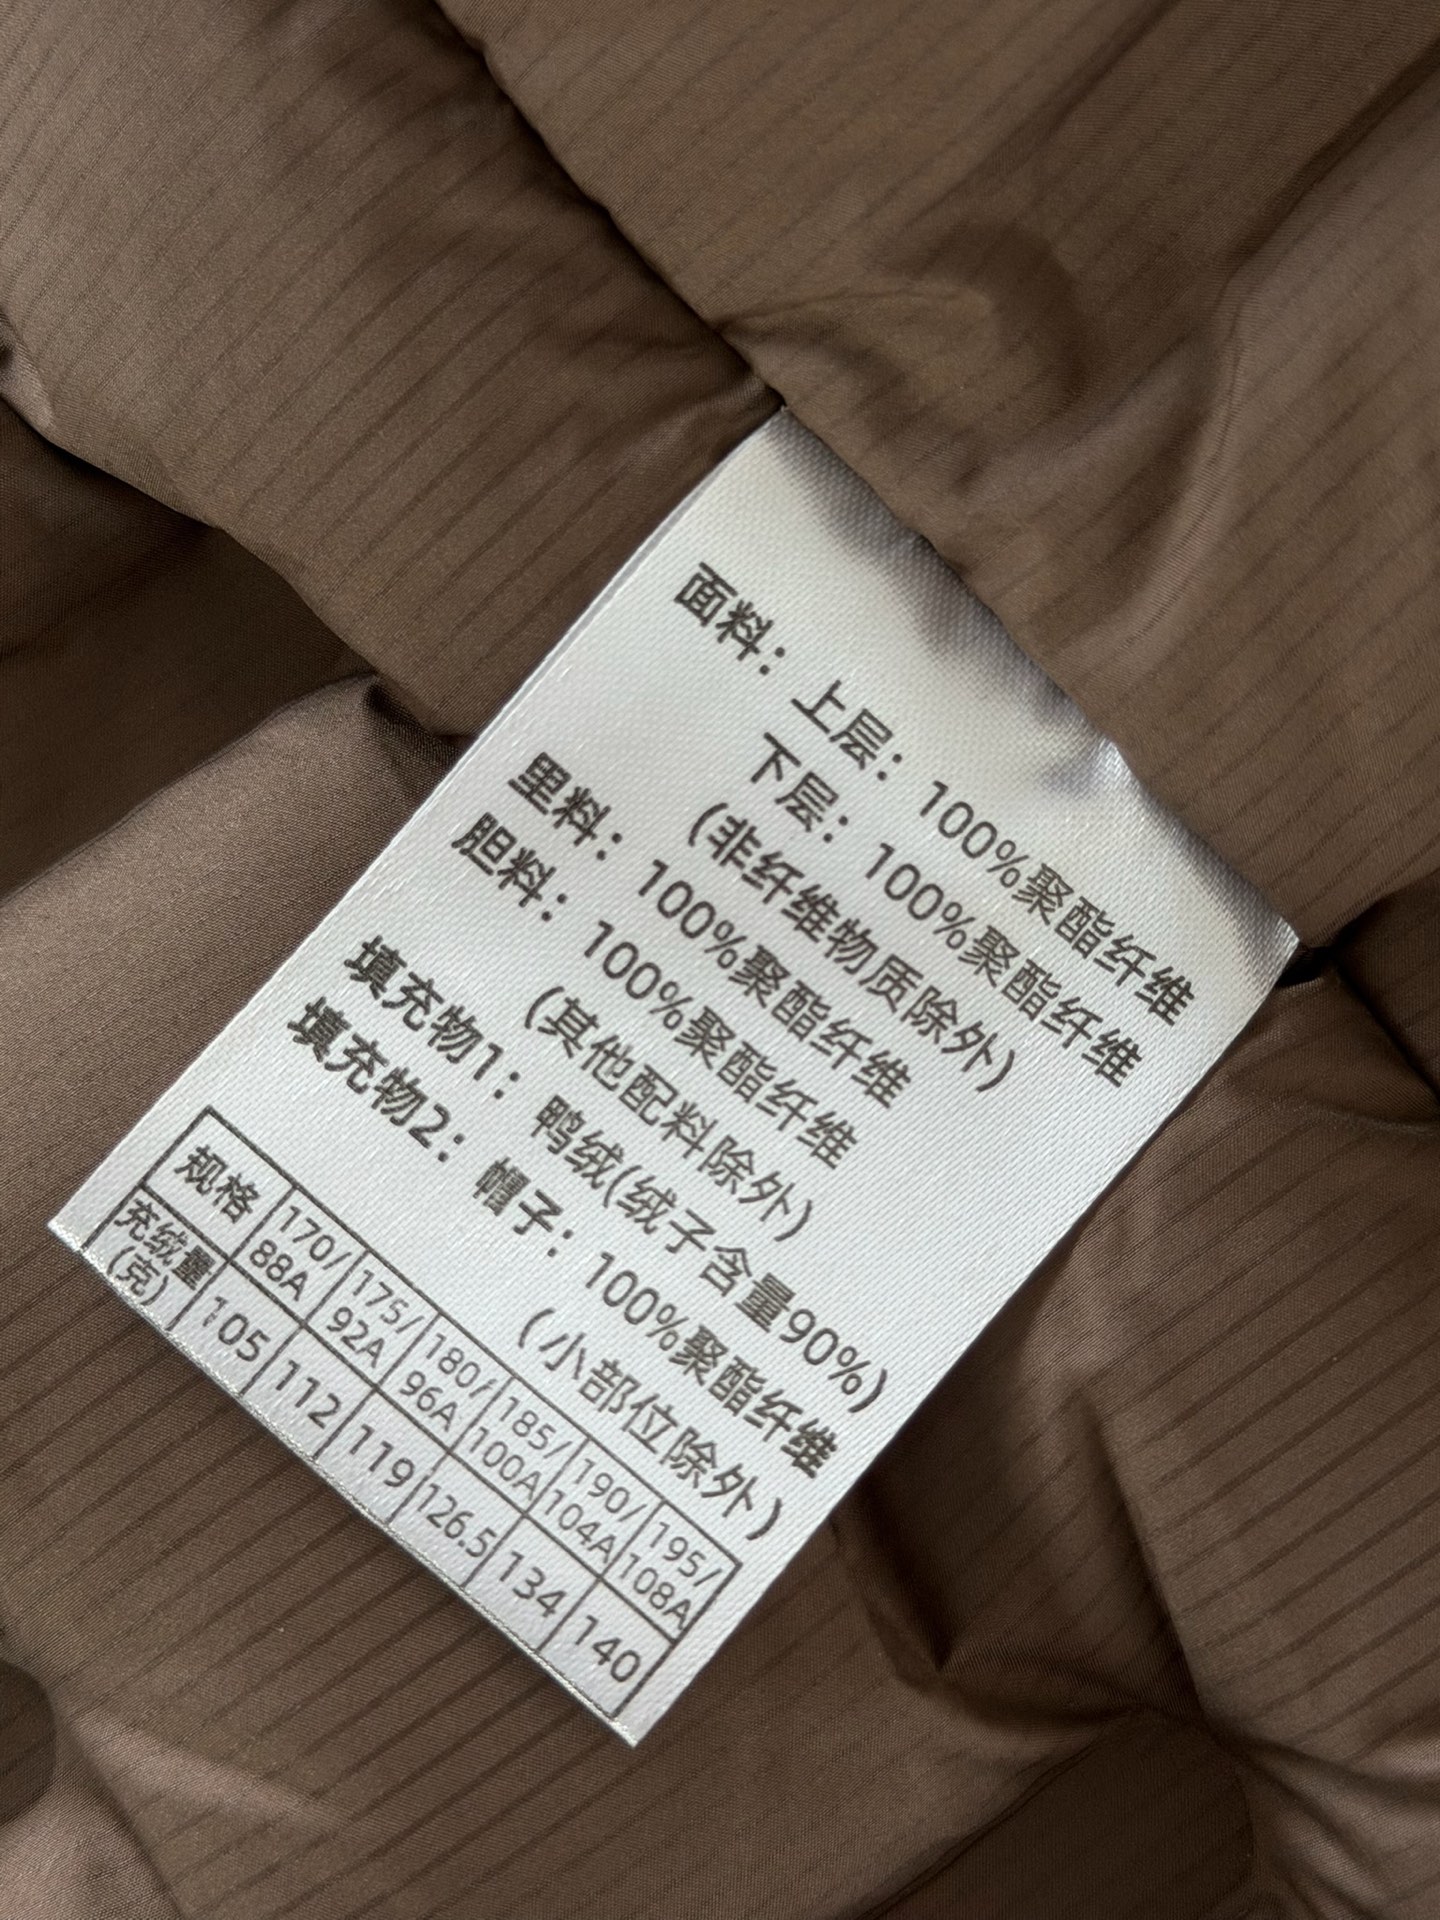 面料：上层：100%聚酯纤维
下层：100%聚酯纤维
(非纤维物质除外)
里料：100%聚酯纤维
胆料：100%聚酯纤维
(其他配料除外)
填充物1：鸭绒(绒子含量90%)
填充物2：帽子：100%聚酯纤维
(小部位除外)
规格 170/88A 175/92A 180/96A 185/100A 190/104A 195/108A
充绒量(克) 105 112 119 126.5 134 140